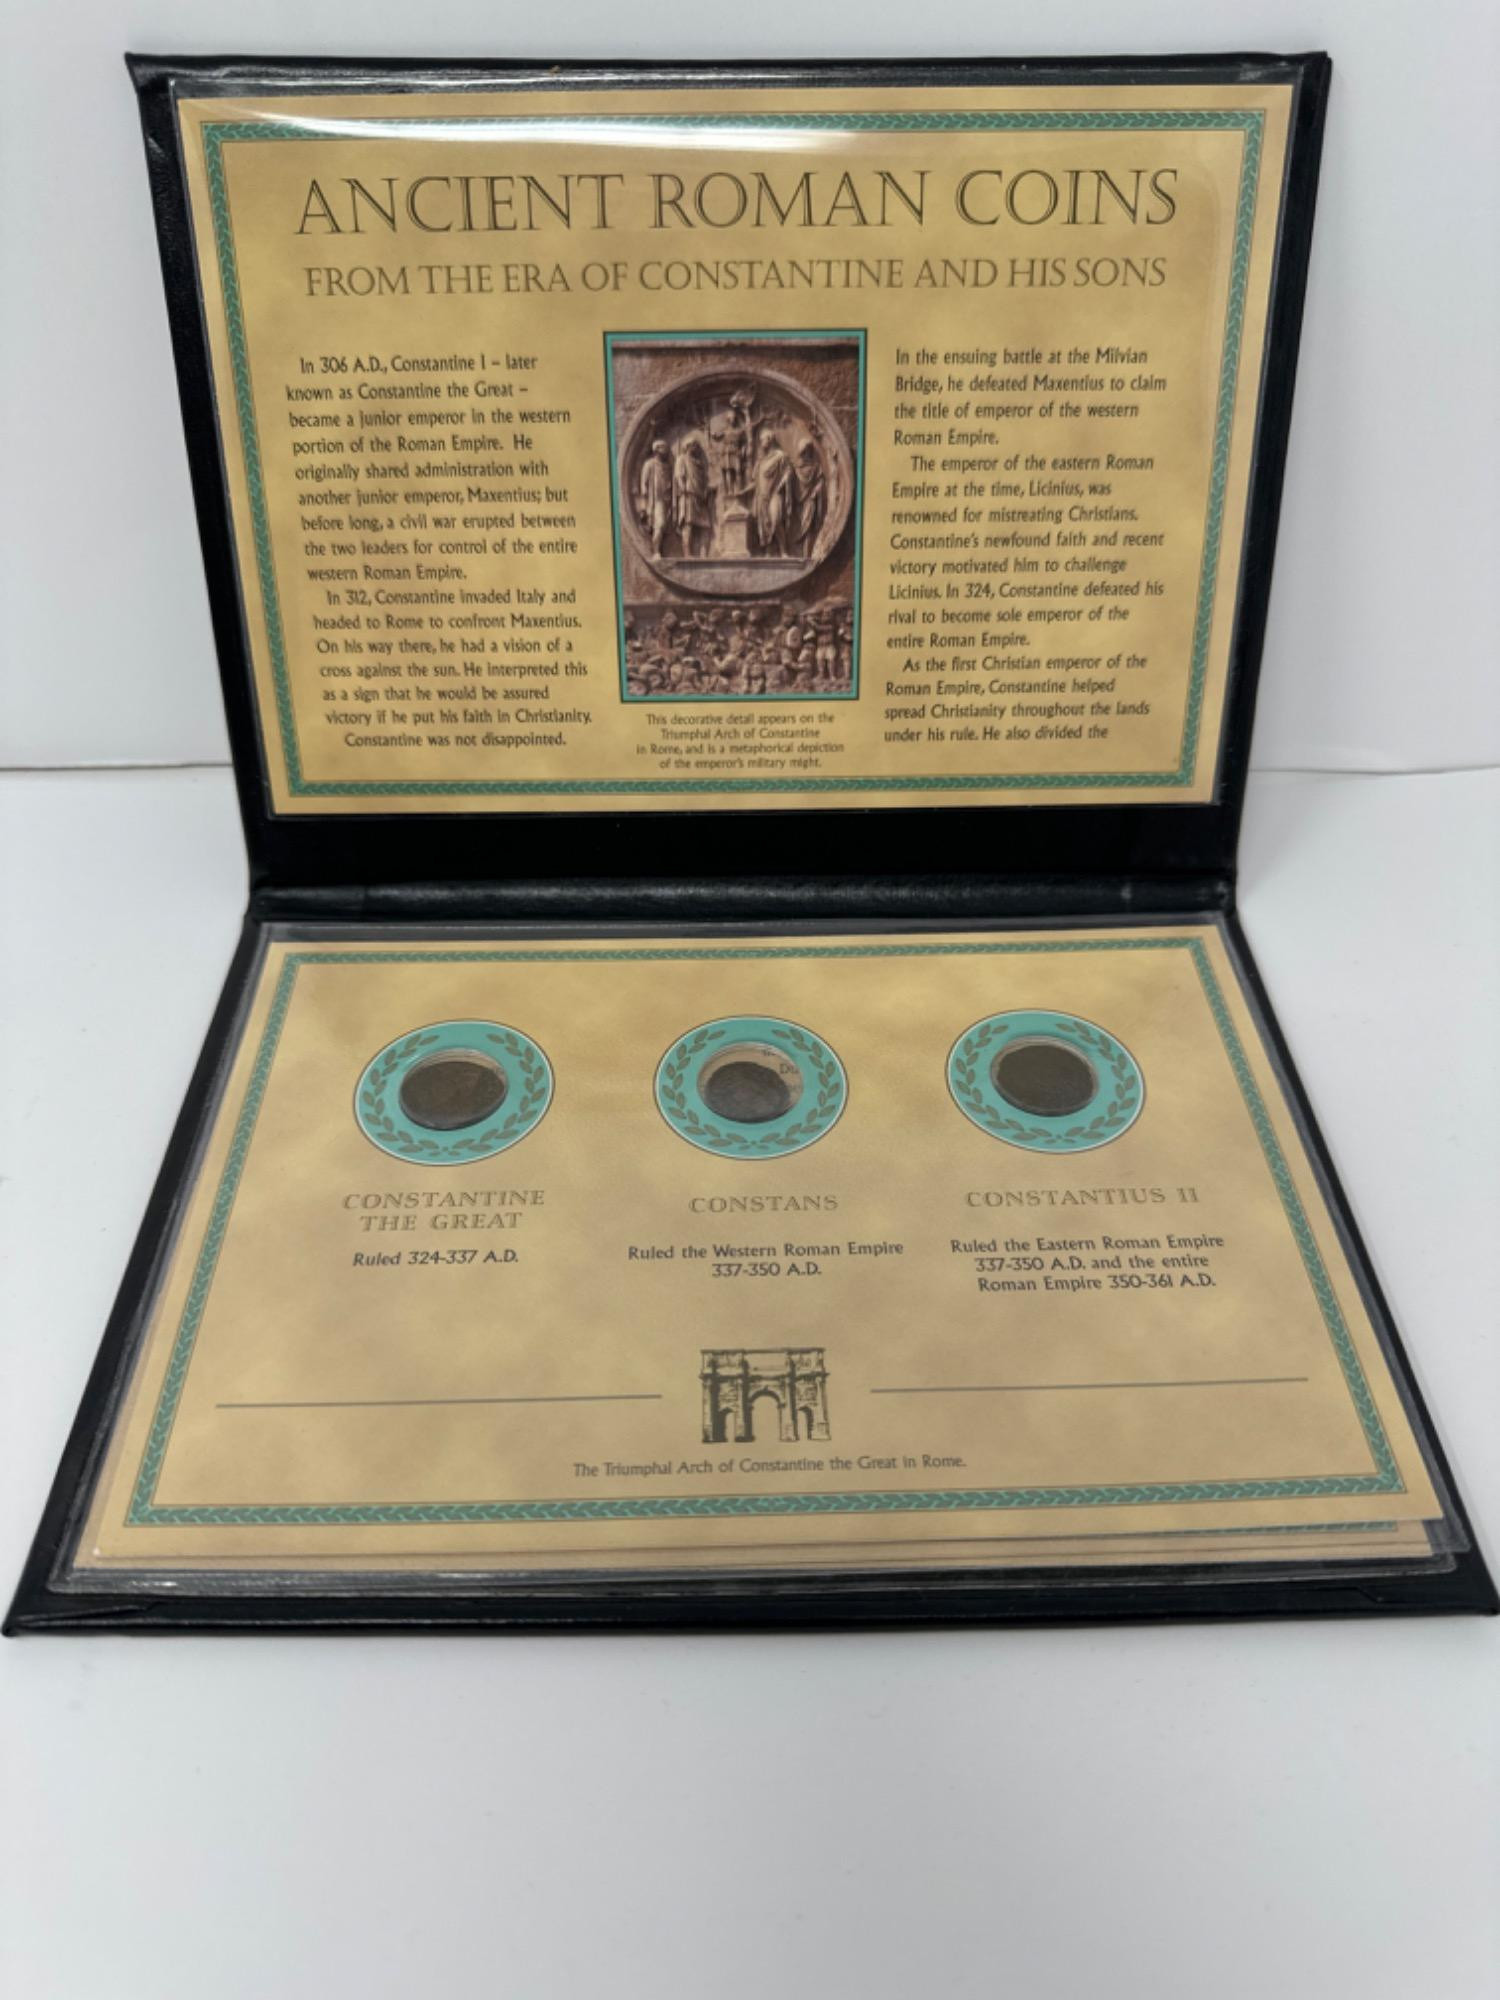 ANCIENT ROMAN COINS
FROM THE ERA OF CONSTANTINE AND HIS SONS
In 306 A.D., Constantine I – later
known as Constantine the Great –
became a junior emperor in the western
portion of the Roman Empire. He
originally shared administration with
another junior emperor, Maxentius; but
before long, a civil war erupted between
the two leaders for control of the entire
western Roman Empire.
In 312, Constantine invaded Italy and
headed to Rome to confront Maxentius.
On his way there, he had a vision of a
cross against the sun. He interpreted this
as a sign that he would be assured
victory if he put his faith in Christianity.
Constantine was not disappointed.
This decorative detail appears on the
Triumphal Arch of Constantine
in Rome, and is a metaphorical depiction
of the emperor's military might.
In the ensuing battle at the Milvian
Bridge, he defeated Maxentius to claim
the title of emperor of the western
Roman Empire.
The emperor of the eastern Roman
Empire at the time, Licinius, was
renowned for mistreating Christians.
Constantine's newfound faith and recent
victory motivated him to challenge
Licinius. In 324, Constantine defeated his
rival to become sole emperor of the
entire Roman Empire.
As the first Christian emperor of the
Roman Empire, Constantine helped
spread Christianity throughout the lands
under his rule. He also divided the
CONSTANTINE
THE GREAT
Ruled 324-337 A.D.
Du
CONSTANS
Ruled the Western Roman Empire
337-350 A.D.
CONSTANTIUS II
Ruled the Eastern Roman Empire
337-350 A.D. and the entire
Roman Empire 350-361 A.D.
The Triumphal Arch of Constantine the Great in Rome.